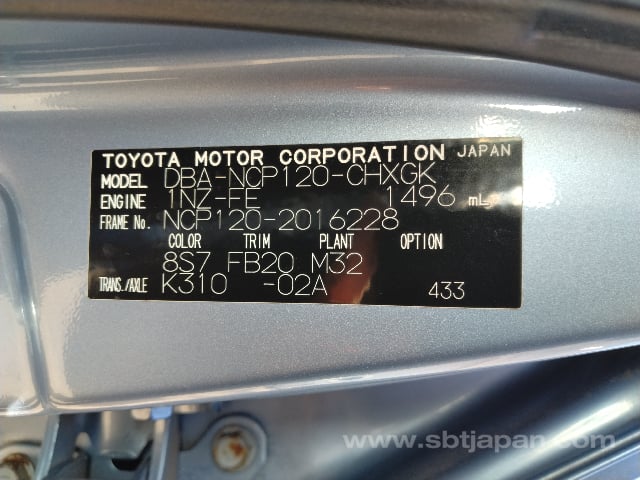 TOYOTA MOTOR CORPORATION JAPAN
MODEL DBA-NCP120-CHXGK
ENGINE 1NZ-FE 1496 mL
FRAME No. NCP120-2016228
COLOR TRIM PLANT OPTION
8S7 FB20 M32
TRANS./AXLE K310 -02A 433
www.sbtjapan.com